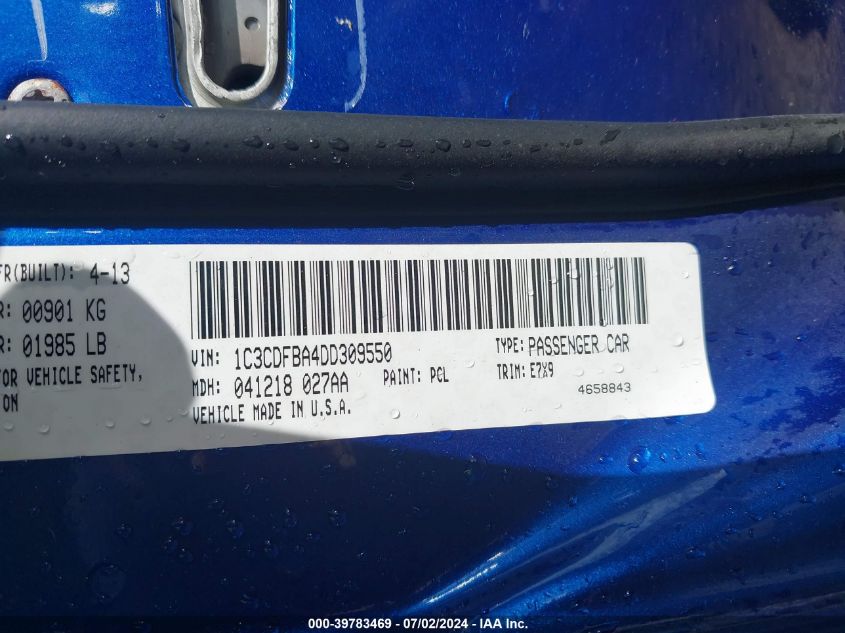 FR(BUILT): 4-13
R: 00901 KG
R: 01985 LB
OR VEHICLE SAFETY,
ON
VIN: 1C3CDFBA4DD309550
TYPE: PASSENGER CAR
MDH: 041218 027AA PAINT: PCL TRIM: E7X9
VEHICLE MADE IN U.S.A.
4658843
000-39783469 - 07/02/2024 - IAA Inc.